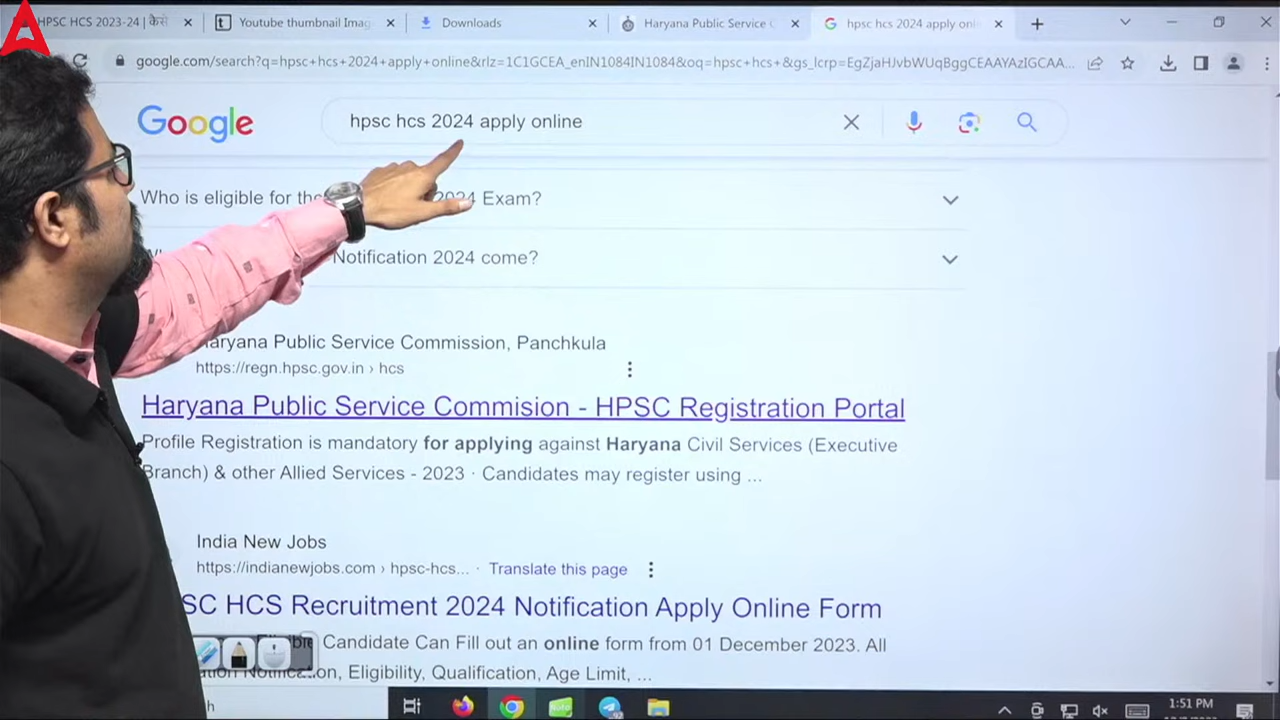 HPSC HCS 2023-24 | कैसे
Youtube thumbnail Imag
Downloads
Haryana Public Service C
hpsc hcs 2024 apply onl
google.com/search?q=hpsc+hcs+2024+apply+online&rlz=1C1GCEA_enIN1084IN1084&oq=hpsc+hcs+&gs_lcrp=EgZjaHJvbWUqBggCEAAYAzIGCAA...
Google
hpsc hcs 2024 apply online
Who is eligible for the 2024 Exam?
Notification 2024 come?
Haryana Public Service Commission, Panchkula
https://regn.hpsc.gov.in › hcs
Haryana Public Service Commision - HPSC Registration Portal
Profile Registration is mandatory for applying against Haryana Civil Services (Executive
Branch) & other Allied Services - 2023 · Candidates may register using ...
India New Jobs
https://indianewjobs.com › hpsc-hcs... · Translate this page
SC HCS Recruitment 2024 Notification Apply Online Form
Candidate Can Fill out an online form from 01 December 2023. All
Eligibility, Qualification, Age Limit, ...
1:51 PM